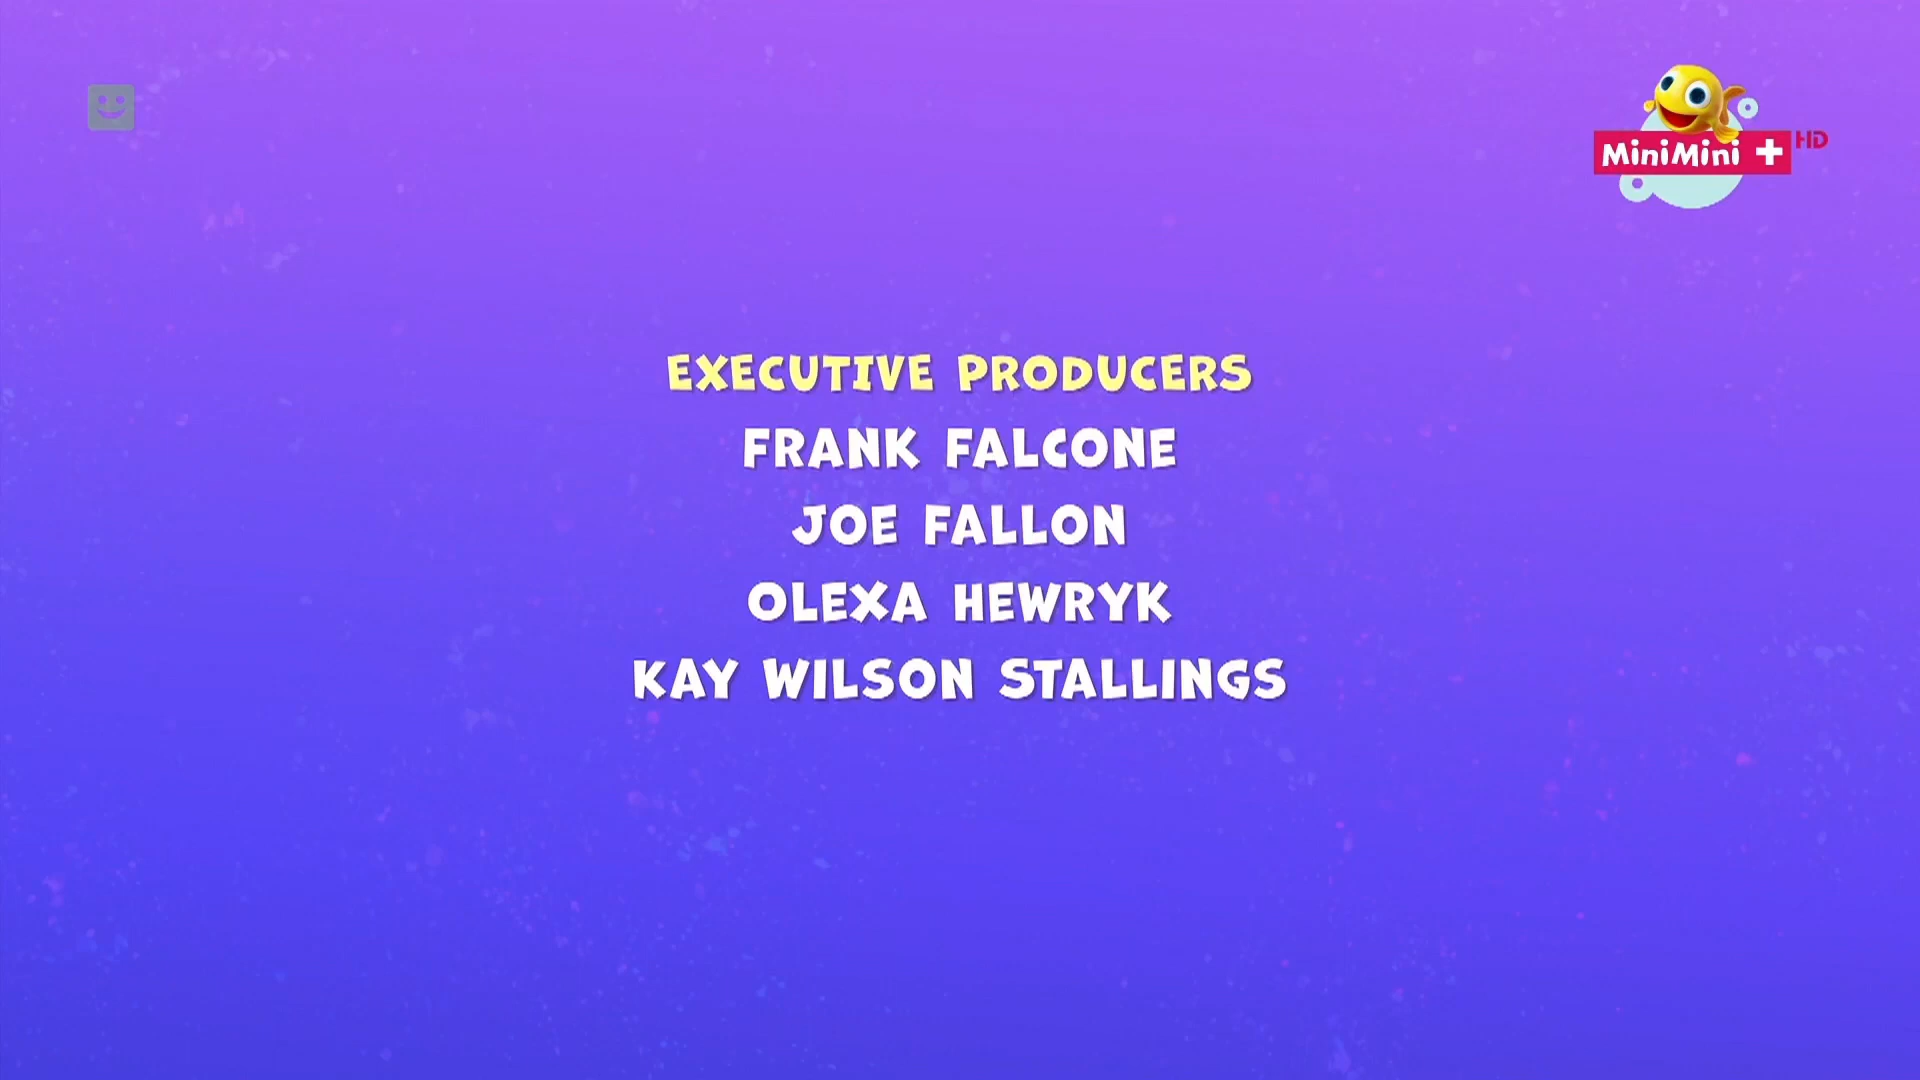 MiniMini +
HD
EXECUTIVE PRODUCERS
FRANK FALCONE
JOE FALLON
OLEXA HEWRYK
KAY WILSON STALLINGS